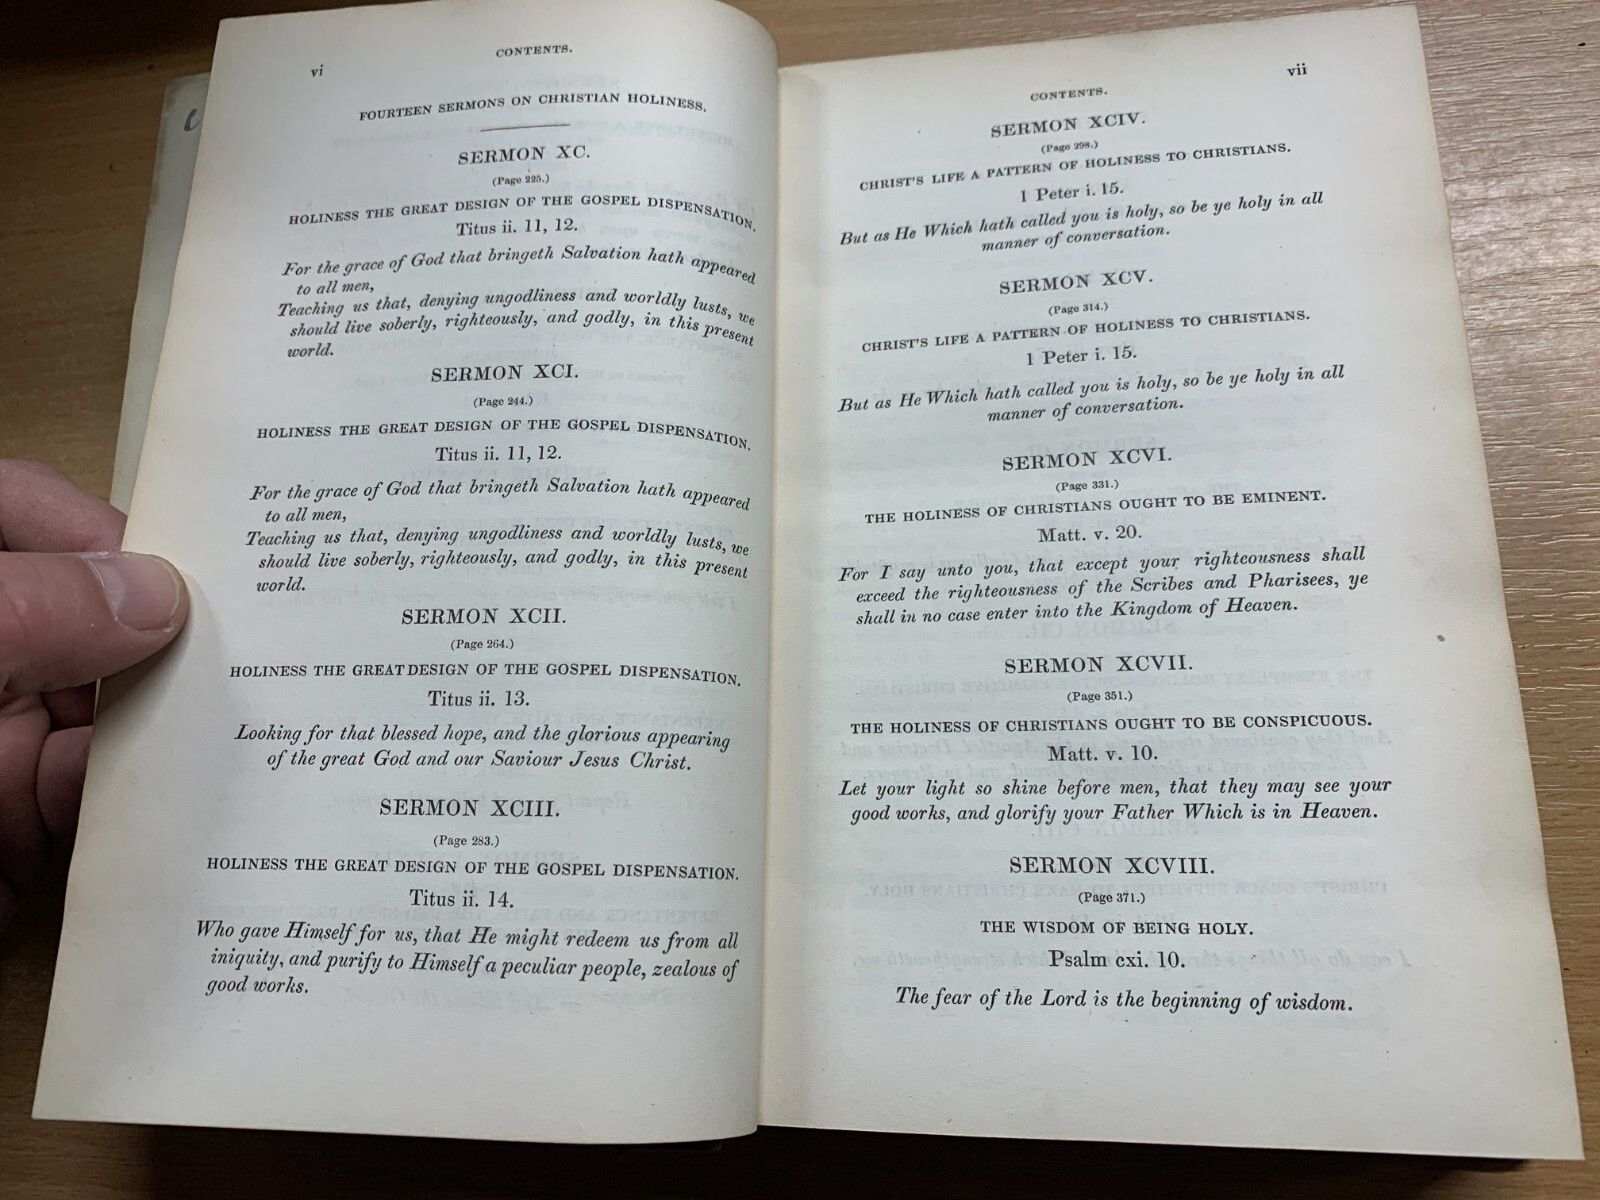 vi
CONTENTS.
FOURTEEN SERMONS ON CHRISTIAN HOLINESS.
SERMON XC.
(Page 225.)
HOLINESS THE GREAT DESIGN OF THE GOSPEL DISPENSATION.
Titus ii. 11, 12.
For the grace of God that bringeth Salvation hath appeared
to all men,
Teaching us that, denying ungodliness and worldly lusts, we
should live soberly, righteously, and godly, in this present
world.
SERMON XCI.
(Page 244.)
HOLINESS THE GREAT DESIGN OF THE GOSPEL DISPENSATION.
Titus ii. 11, 12.
For the grace of God that bringeth Salvation hath appeared
to all men,
Teaching us that, denying ungodliness and worldly lusts, we
should live soberly, righteously, and godly, in this present
world.
SERMON XCII.
(Page 264.)
HOLINESS THE GREAT DESIGN OF THE GOSPEL DISPENSATION.
Titus ii. 13.
Looking for that blessed hope, and the glorious appearing
of the great God and our Saviour Jesus Christ.
SERMON XCIII.
(Page 283.)
HOLINESS THE GREAT DESIGN OF THE GOSPEL DISPENSATION.
Titus ii. 14.
Who gave Himself for us, that He might redeem us from all
iniquity, and purify to Himself a peculiar people, zealous of
good works.
vii
CONTENTS.
SERMON XCIV.
(Page 298.)
CHRIST'S LIFE A PATTERN OF HOLINESS TO CHRISTIANS.
1 Peter i. 15.
But as He Which hath called you is holy, so be ye holy in all
manner of conversation.
SERMON XCV.
(Page 314.)
CHRIST'S LIFE A PATTERN OF HOLINESS TO CHRISTIANS.
1 Peter i. 15.
But as He Which hath called you is holy, so be ye holy in all
manner of conversation.
SERMON XCVI.
(Page 331.)
THE HOLINESS OF CHRISTIANS OUGHT TO BE EMINENT.
Matt. v. 20.
For I say unto you, that except your righteousness shall
exceed the righteousness of the Scribes and Pharisees, ye
shall in no case enter into the Kingdom of Heaven.
SERMON XCVII.
(Page 351.)
THE HOLINESS OF CHRISTIANS OUGHT TO BE CONSPICUOUS.
Matt. v. 10.
Let your light so shine before men, that they may see your
good works, and glorify your Father Which is in Heaven.
SERMON XCVIII.
(Page 371.)
THE WISDOM OF BEING HOLY.
Psalm cxi. 10.
The fear of the Lord is the beginning of wisdom.